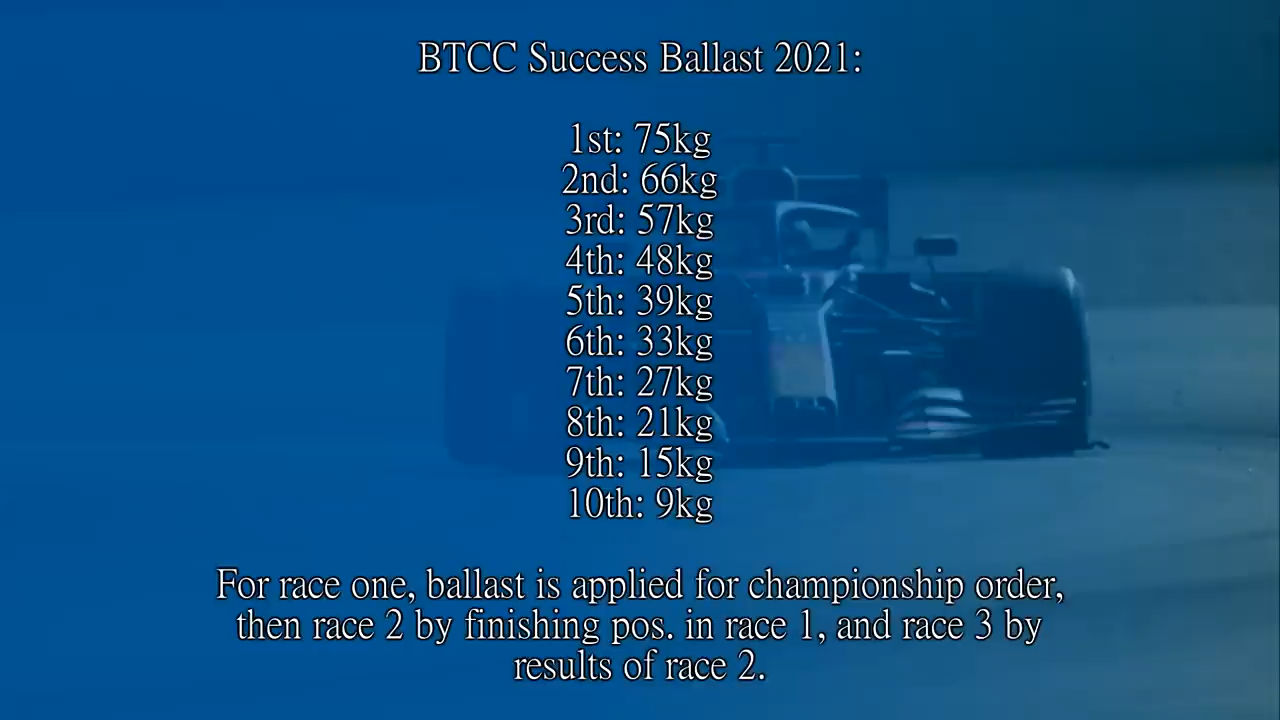 BTCC Success Ballast 2021:
1st: 75kg
2nd: 66kg
3rd: 57kg
4th: 48kg
5th: 39kg
6th: 33kg
7th: 27kg
8th: 21kg
9th: 15kg
10th: 9kg
For race one, ballast is applied for championship order,
then race 2 by finishing pos. in race 1, and race 3 by
results of race 2.